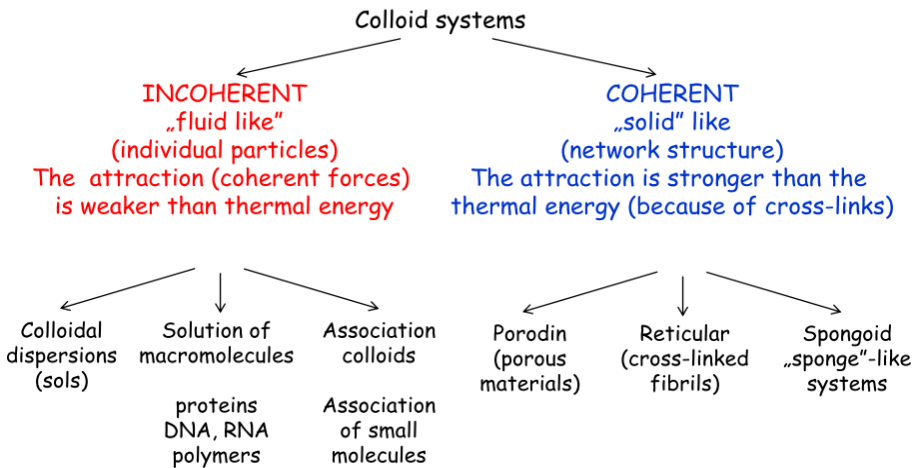 Colloid systems
INCOHERENT
„fluid like”
(individual particles)
The attraction (coherent forces)
is weaker than thermal energy
COHERENT
„solid” like
(network structure)
The attraction is stronger than the
thermal energy (because of cross-links)
Colloidal
dispersions
(sols)
Solution of
macromolecules
proteins
DNA, RNA
polymers
Association
colloids
Association
of small
molecules
Porodin
(porous
materials)
Reticular
(cross-linked
fibrils)
Spongoid
„sponge”-like
systems